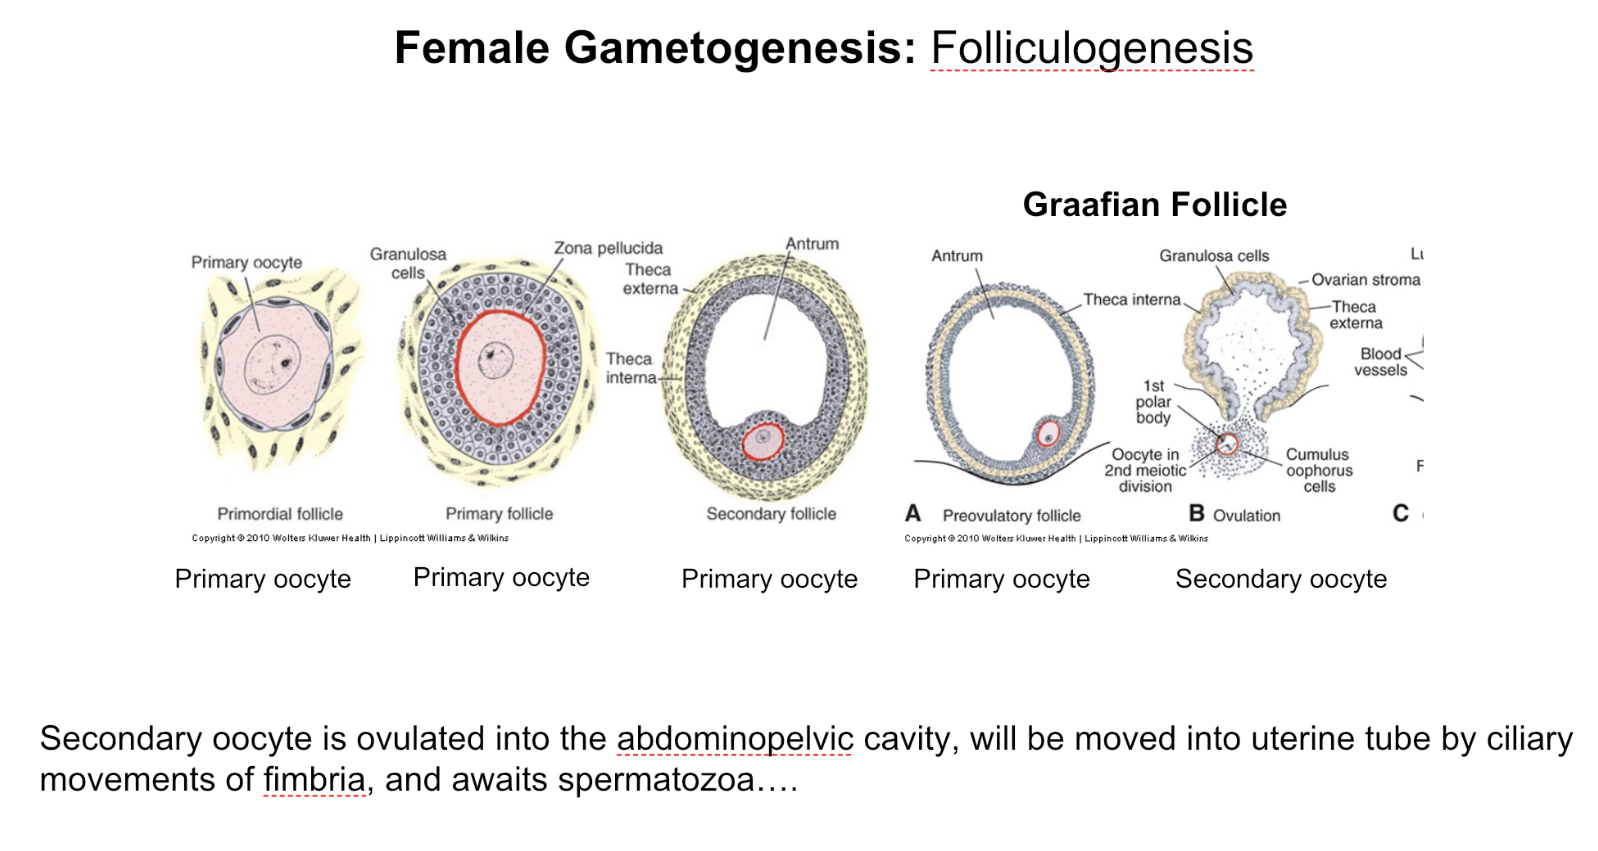 Female Gametogenesis: Folliculogenesis
Graafian Follicle
Primary oocyte
Granulosa
cells
Zona pellucida
Theca
externa
Antrum
Theca
interna
Primordial follicle
Primary follicle
Secondary follicle
Copyright © 2010 Wolters Kluwer Health | Lippincott Williams & Wilkins
Antrum
Theca interna
Granulosa cells
Ovarian stroma
Theca
externa
Blood
vessels
1st
polar
body
Oocyte in
2nd meiotic
division
Cumulus
oophorus
cells
A Preovulatory follicle
B Ovulation
C
Copyright © 2010 Wolters Kluwer Health | Lippincott Williams & Wilkins
Primary oocyte
Primary oocyte
Primary oocyte
Primary oocyte
Secondary oocyte
Secondary oocyte is ovulated into the abdominopelvic cavity, will be moved into uterine tube by ciliary
movements of fimbria, and awaits spermatozoa….